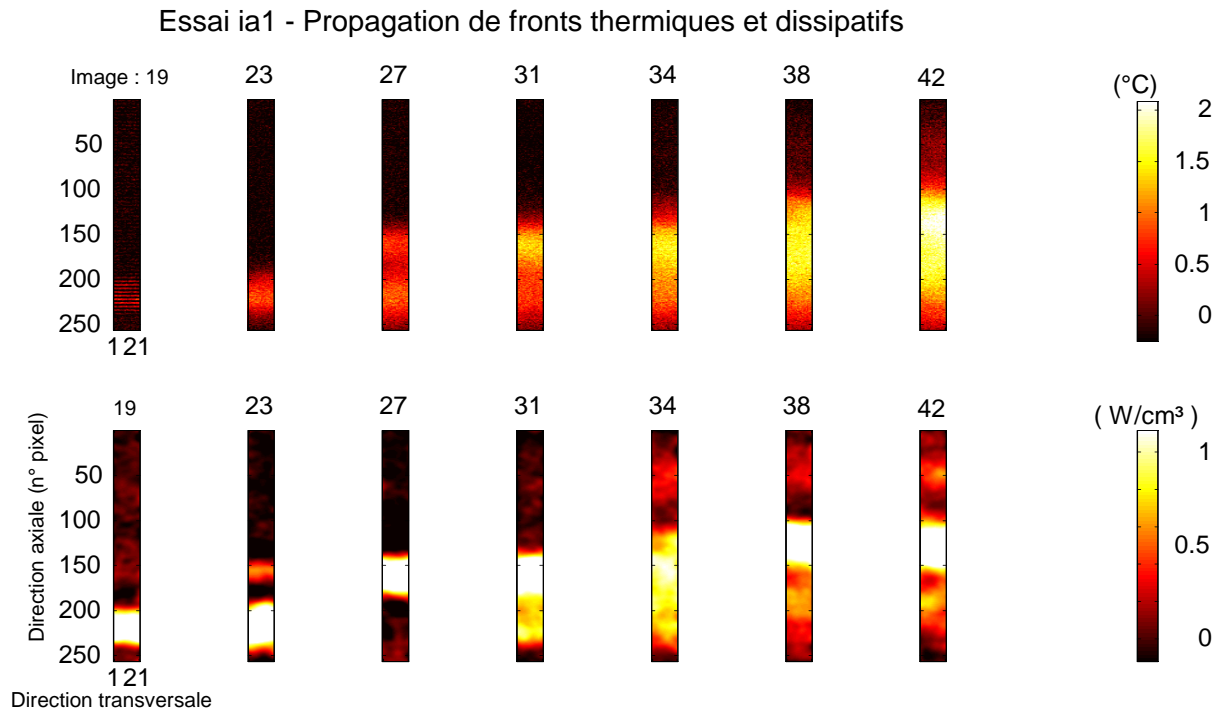 Essai ia1 - Propagation de fronts thermiques et dissipatifs
Image : 19 23 27 31 34 38 42
(°C)
50
100
150
200
250
1 21
2
1.5
1
0.5
0
19 23 27 31 34 38 42
( W/cm³ )
Direction axiale (n° pixel)
50
100
150
200
250
1 21
Direction transversale
1
0.5
0